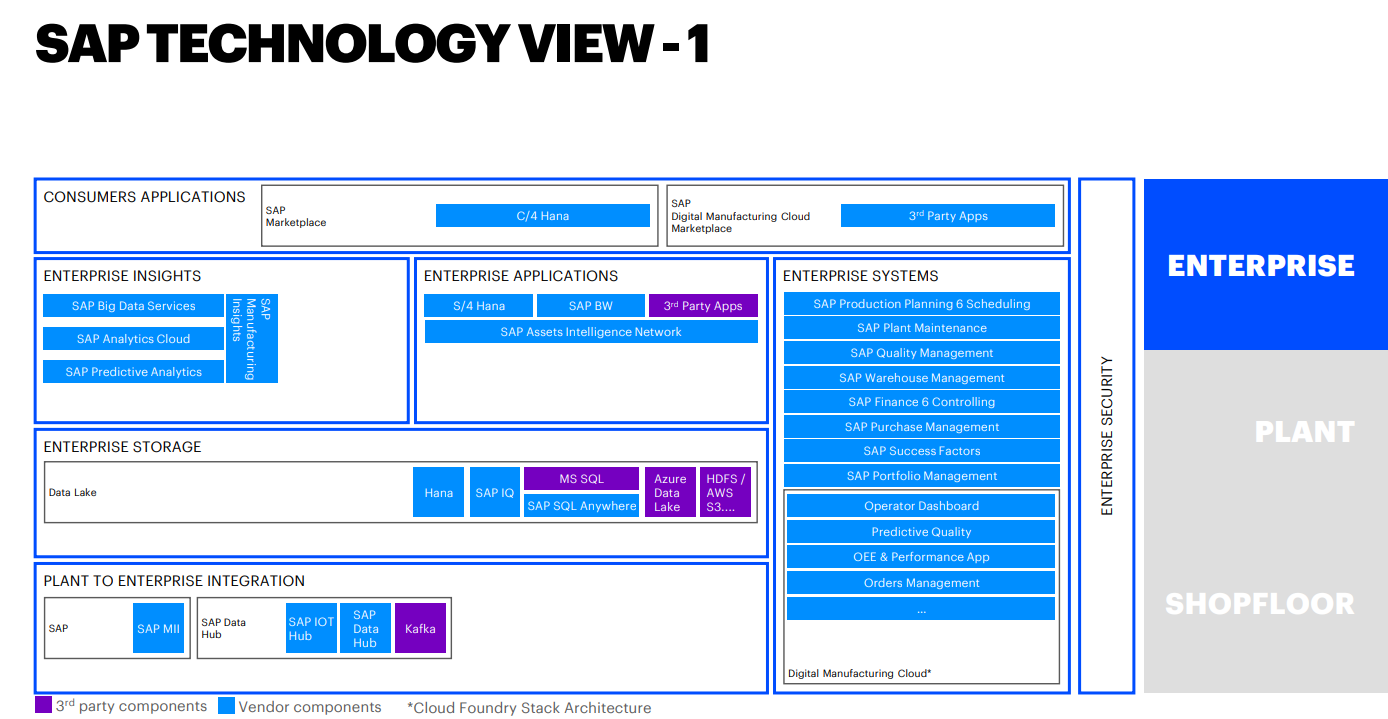 SAP TECHNOLOGY VIEW - 1
CONSUMERS APPLICATIONS
SAP
Marketplace
C/4 Hana
SAP
Digital Manufacturing Cloud
Marketplace
3rd Party Apps
ENTERPRISE INSIGHTS
SAP Big Data Services
SAP Analytics Cloud
SAP Predictive Analytics
SAP
Manufacturing
Insights
ENTERPRISE APPLICATIONS
S/4 Hana
SAP BW
3rd Party Apps
SAP Assets Intelligence Network
ENTERPRISE STORAGE
Data Lake
Hana
SAP IQ
MS SQL
SAP SQL Anywhere
Azure
Data
Lake
HDFS /
AWS
S3....
PLANT TO ENTERPRISE INTEGRATION
SAP
SAP MII
SAP Data
Hub
SAP IOT
Hub
SAP
Data
Hub
Kafka
ENTERPRISE SYSTEMS
SAP Production Planning 6 Scheduling
SAP Plant Maintenance
SAP Quality Management
SAP Warehouse Management
SAP Finance 6 Controlling
SAP Purchase Management
SAP Success Factors
SAP Portfolio Management
Operator Dashboard
Predictive Quality
OEE & Performance App
Orders Management
...
Digital Manufacturing Cloud*
ENTERPRISE SECURITY
ENTERPRISE
PLANT
SHOPFLOOR
3rd party components
Vendor components
*Cloud Foundry Stack Architecture